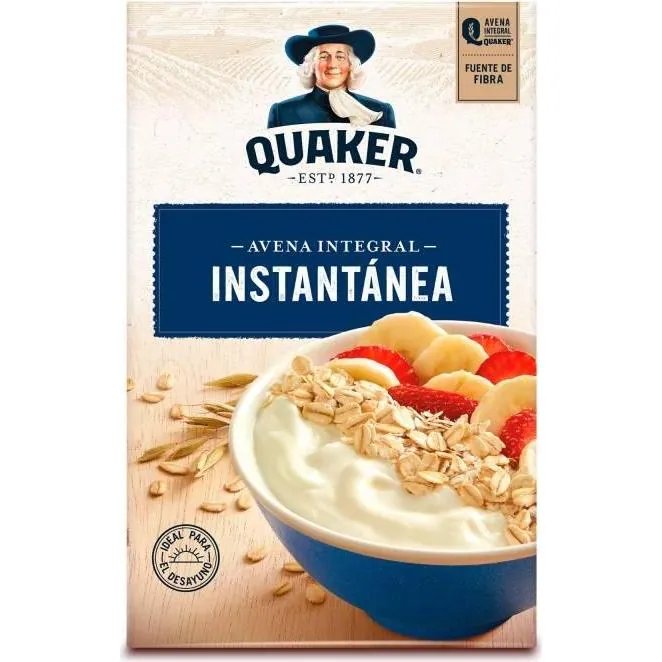 AVENA
INTEGRAL
QUAKER
FUENTE DE
FIBRA
QUAKER®
-ESTD 1877-
– AVENA INTEGRAL –
INSTANTÁNEA
IDEAL PARA
EL DESAYUNO